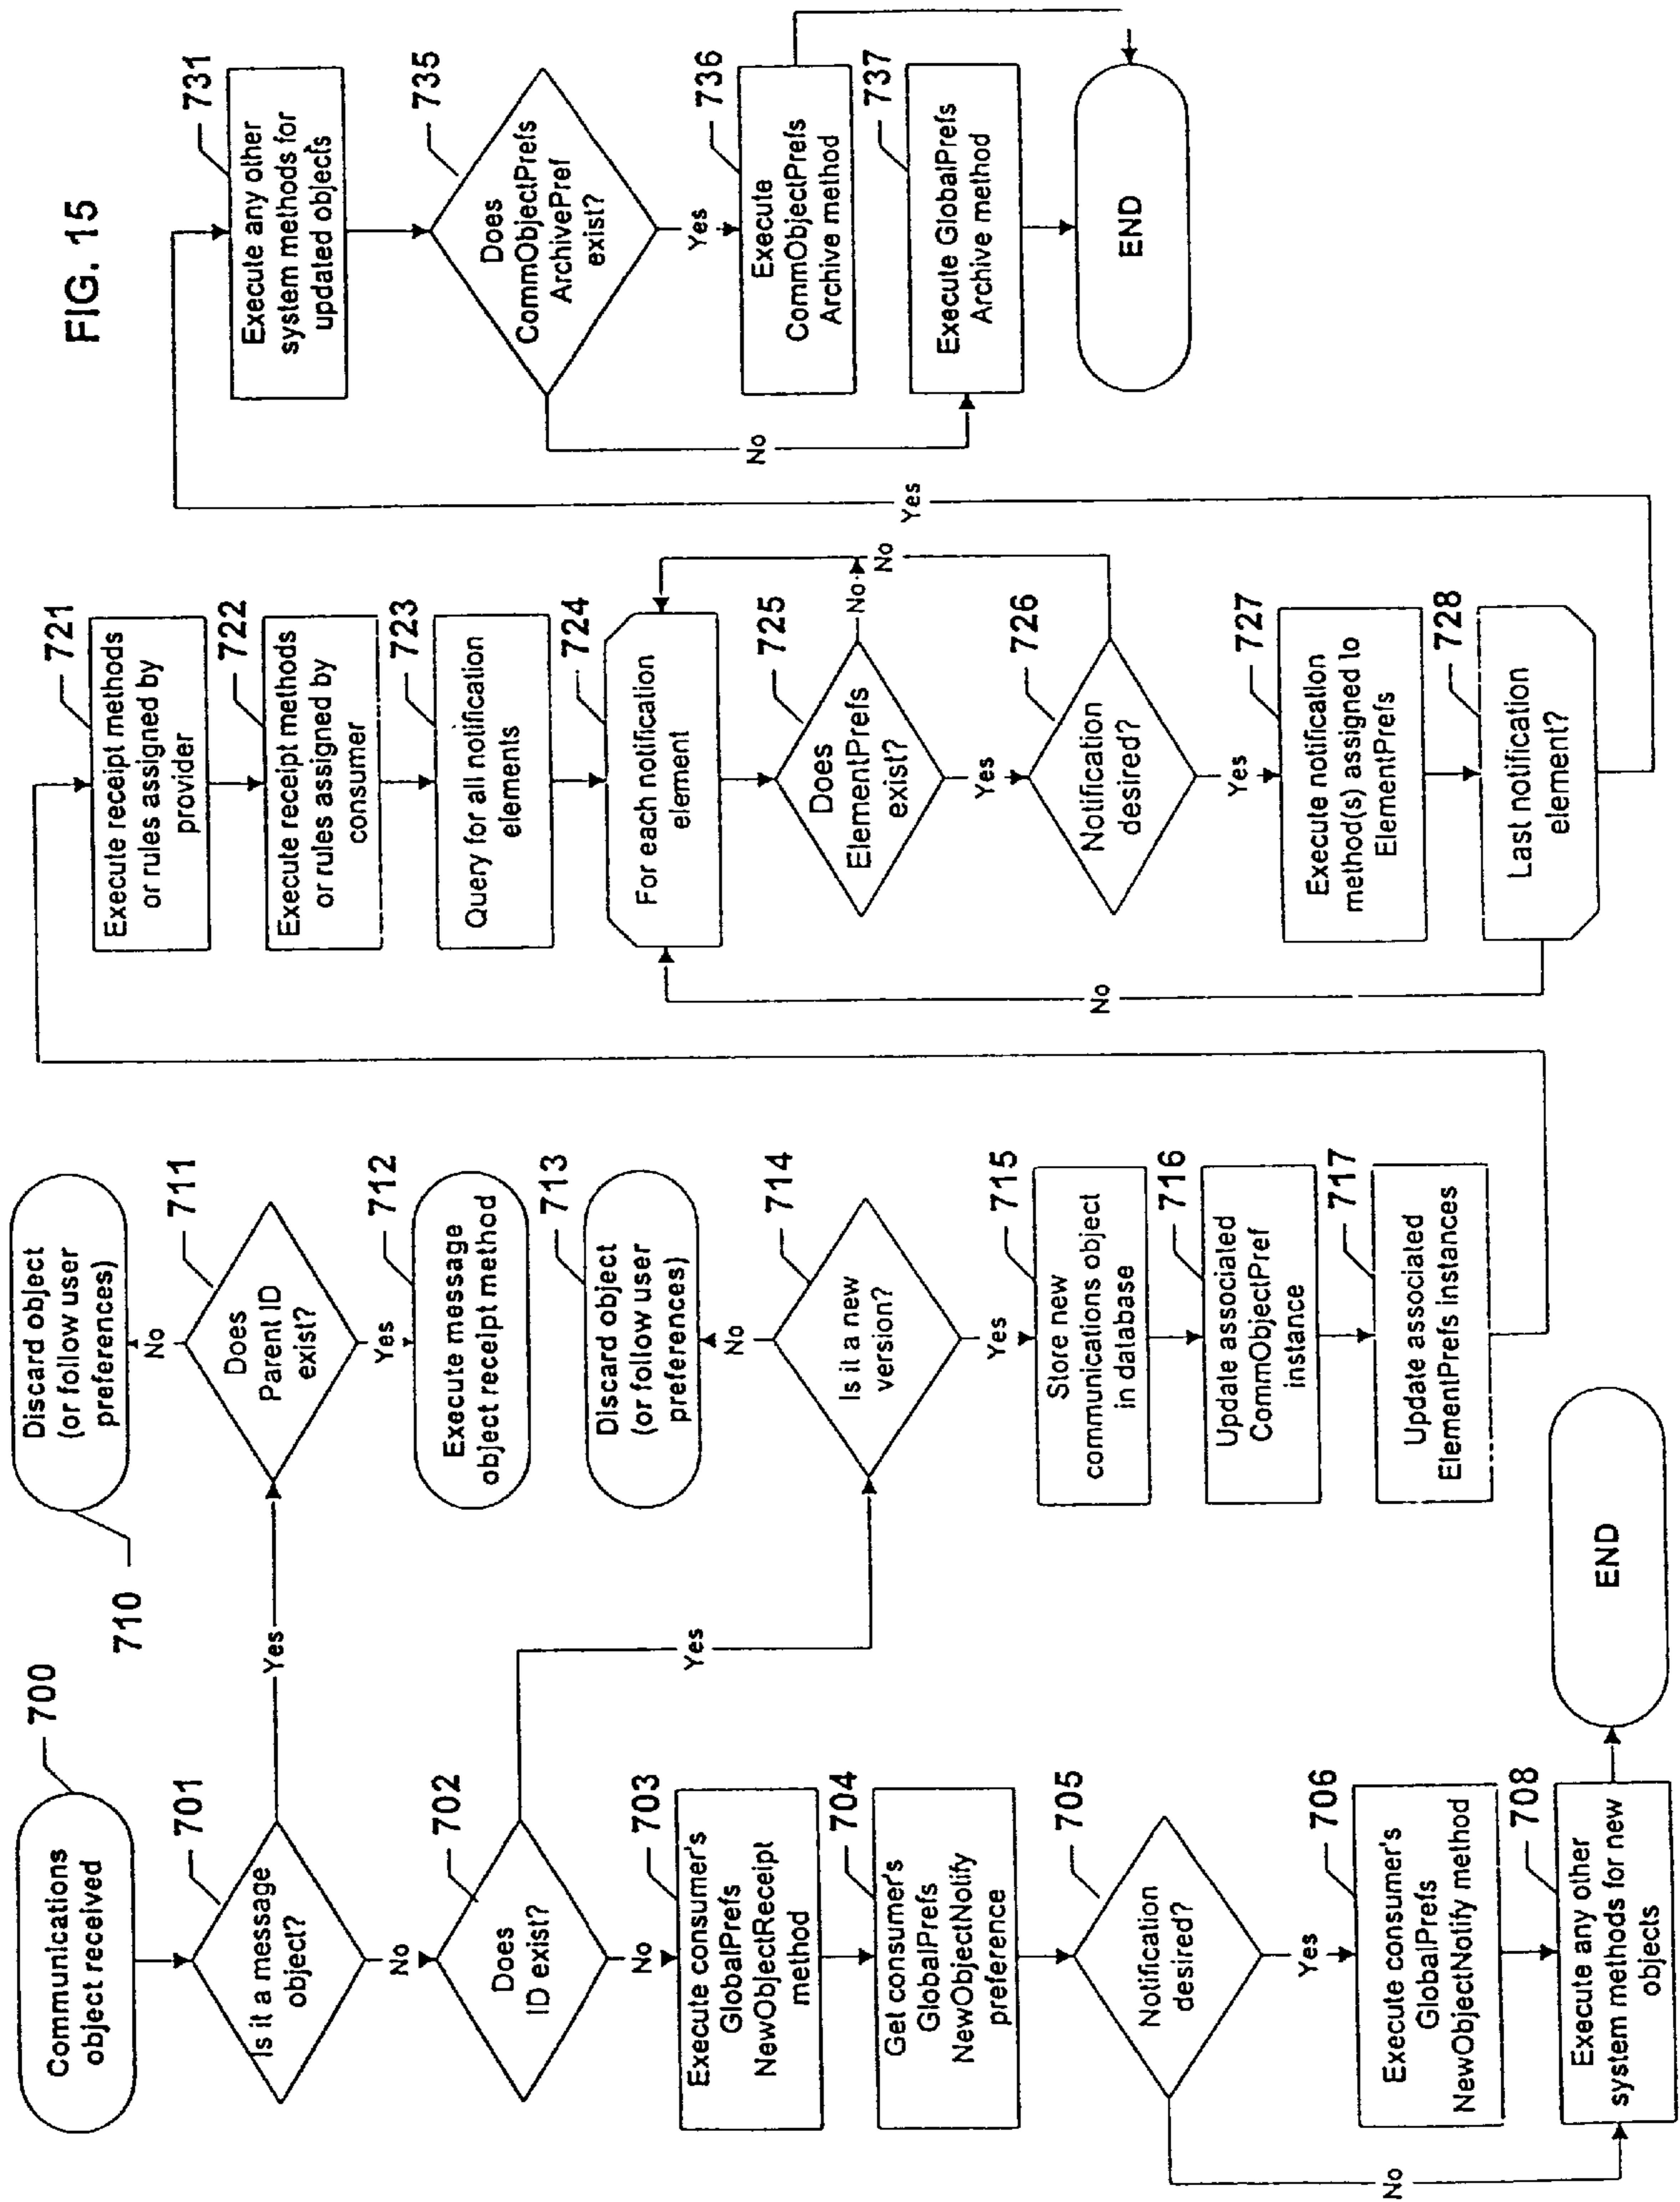 FIG. 15
Communications
object received
700
Is it a message
object?
701
Yes
No
Does
ID exist?
702
Yes
No
Execute consumer's
GlobalPrefs
NewObjectReceipt
method
703
Get consumer's
GlobalPrefs
NewObjectNotify
preference
704
Notification
desired?
705
Yes
No
Execute consumer's
GlobalPrefs
NewObjectNotify method
706
Execute any other
system methods for new
objects
708
END
Discard object
(or follow user
preferences)
710
No
Does
Parent ID
exist?
711
Yes
Execute message
object receipt method
712
Discard object
(or follow user
preferences)
713
No
Is it a new
version?
714
Yes
Store new
communications object
in database
715
Update associated
CommObjectPref
instance
716
Update associated
ElementPrefs instances
717
Execute receipt methods
or rules assigned by
provider
721
Execute receipt methods
or rules assigned by
consumer
722
Query for all notification
elements
723
For each notification
element
724
Does
ElementPrefs
exist?
725
No
Yes
Notification
desired?
726
No
Yes
Execute notification
method(s) assigned to
ElementPrefs
727
Last notification
element?
728
No
Yes
Execute any other
system methods for
updated objects
731
Does
CommObjectPrefs
ArchivePref
exist?
735
Yes
No
Execute
CommObjectPrefs
Archive method
736
Execute GlobalPrefs
Archive method
737
END